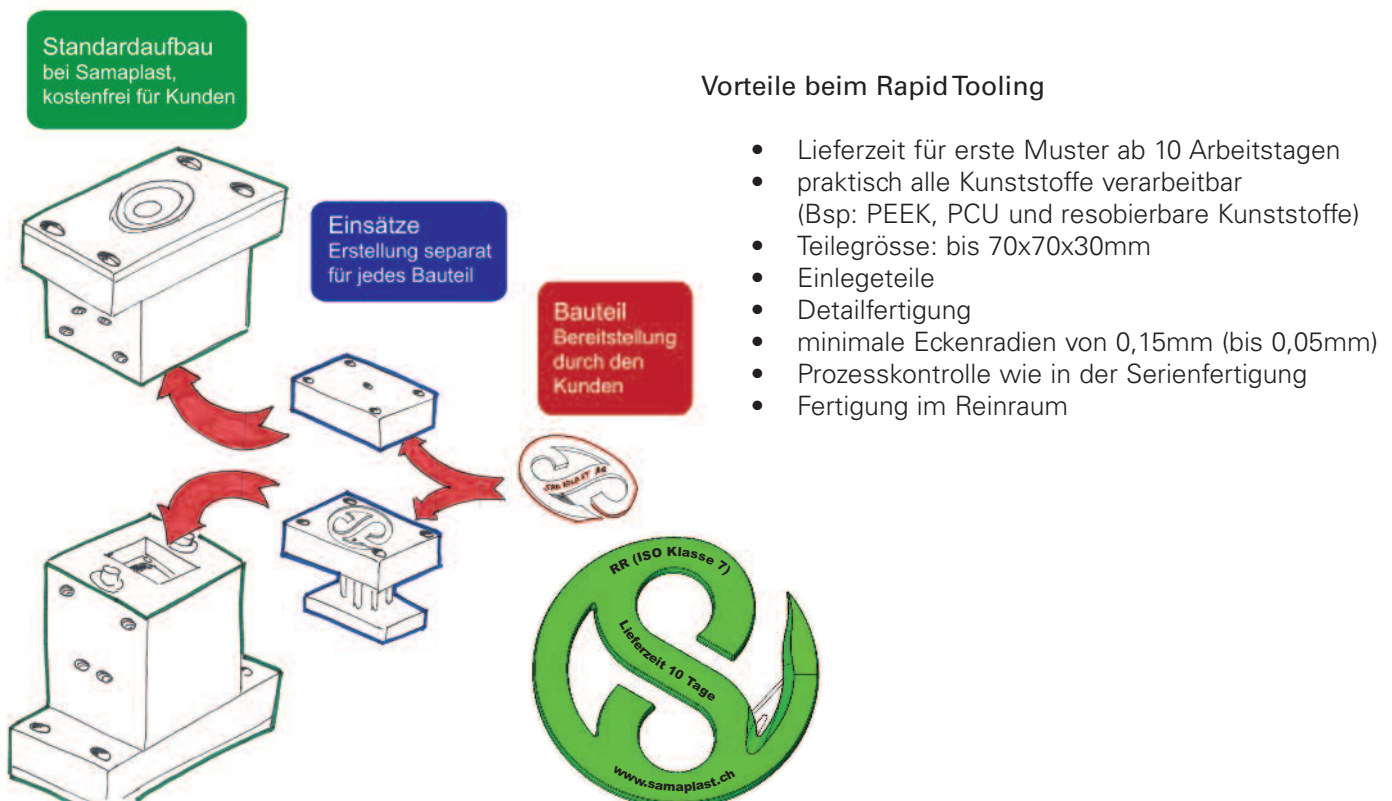 Standardaufbau
bei Samaplast,
kostenfrei für Kunden
Einsätze
Erstellung separat
für jedes Bauteil
Bauteil
Bereitstellung
durch den
Kunden
SAMAPLAST AG
RR (ISO Klasse 7)
Lieferzeit 10 Tage
www.samaplast.ch
Vorteile beim Rapid Tooling
• Lieferzeit für erste Muster ab 10 Arbeitstagen
• praktisch alle Kunststoffe verarbeitbar
(Bsp: PEEK, PCU und resobierbare Kunststoffe)
• Teilegrösse: bis 70x70x30mm
• Einlegeteile
• Detailfertigung
• minimale Eckenradien von 0,15mm (bis 0,05mm)
• Prozesskontrolle wie in der Serienfertigung
• Fertigung im Reinraum